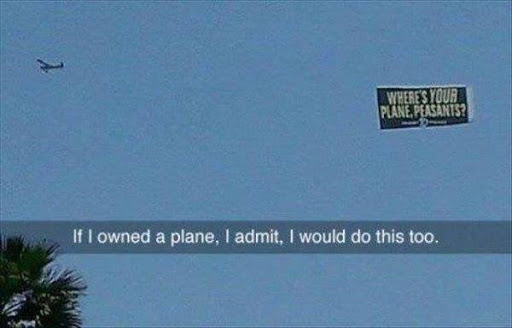 WHERE'S YOUR
PLANE, PEASANTS?
If I owned a plane, I admit, I would do this too.